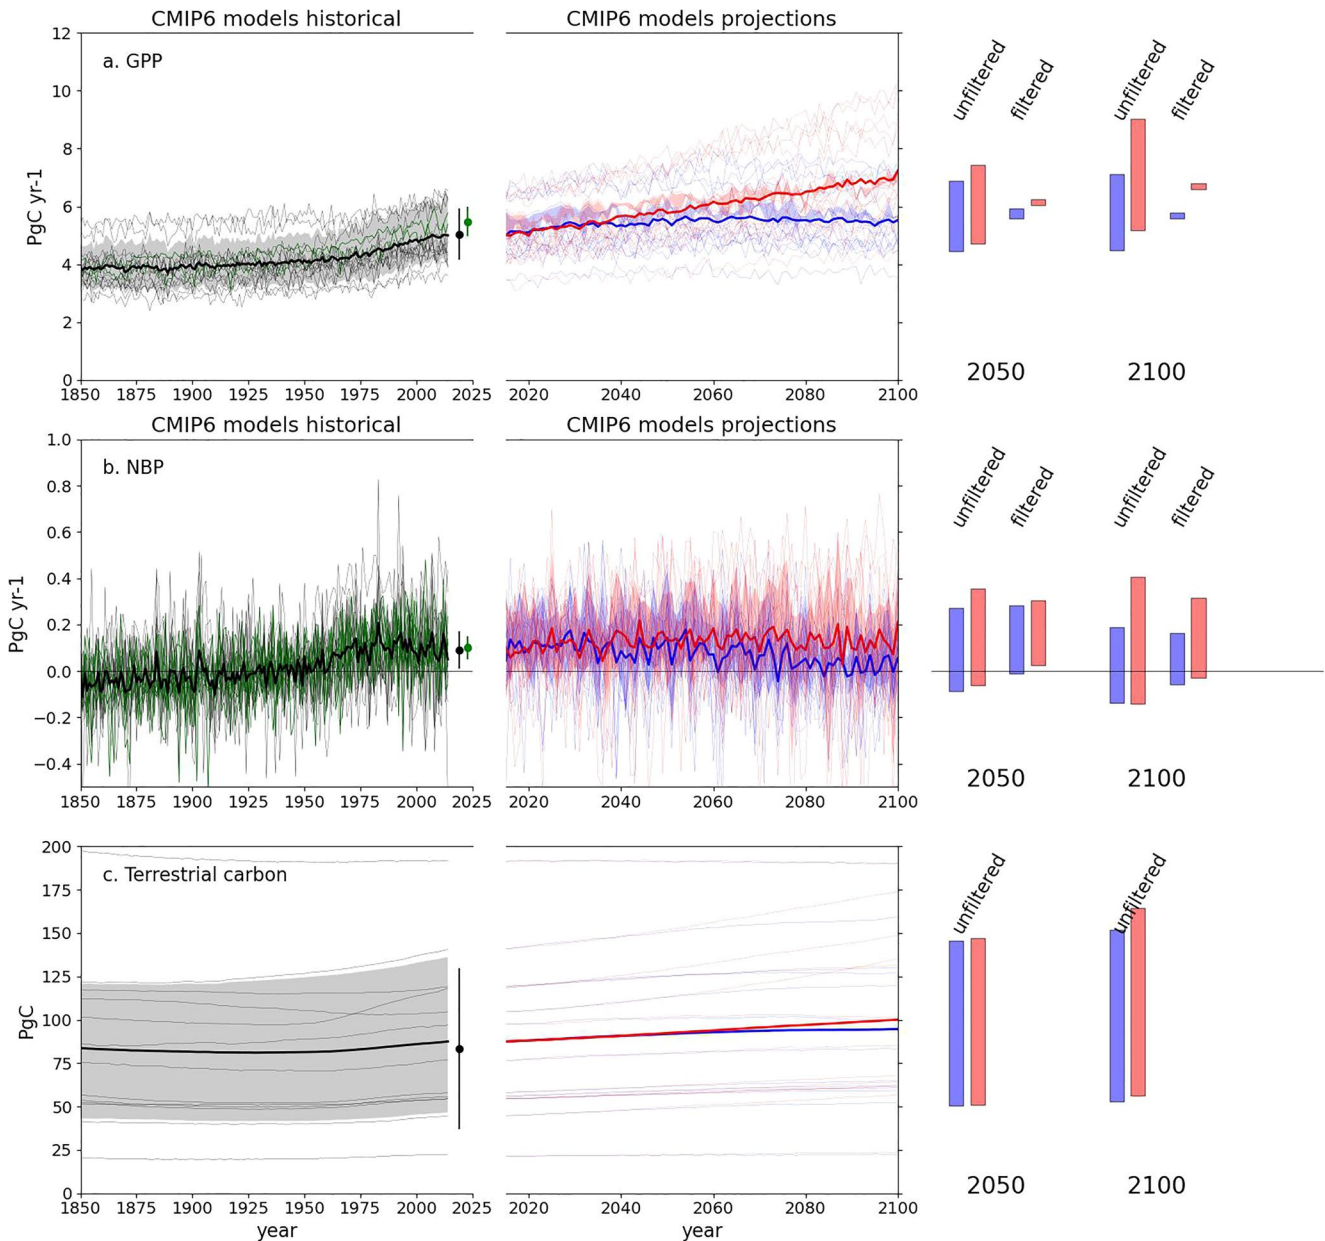 CMIP6 models historical
CMIP6 models projections
a. GPP
PgC yr-1
12
10
8
6
4
2
0
1850 1875 1900 1925 1950 1975 2000 2025
2020 2040 2060 2080 2100
unfiltered filtered unfiltered filtered
2050 2100
CMIP6 models historical
CMIP6 models projections
b. NBP
PgC yr-1
1.0
0.8
0.6
0.4
0.2
0.0
−0.2
−0.4
1850 1875 1900 1925 1950 1975 2000 2025
2020 2040 2060 2080 2100
unfiltered filtered unfiltered filtered
2050 2100
c. Terrestrial carbon
PgC
200
175
150
125
100
75
50
25
0
1850 1875 1900 1925 1950 1975 2000 2025
year
2020 2040 2060 2080 2100
year
unfiltered unfiltered
2050 2100